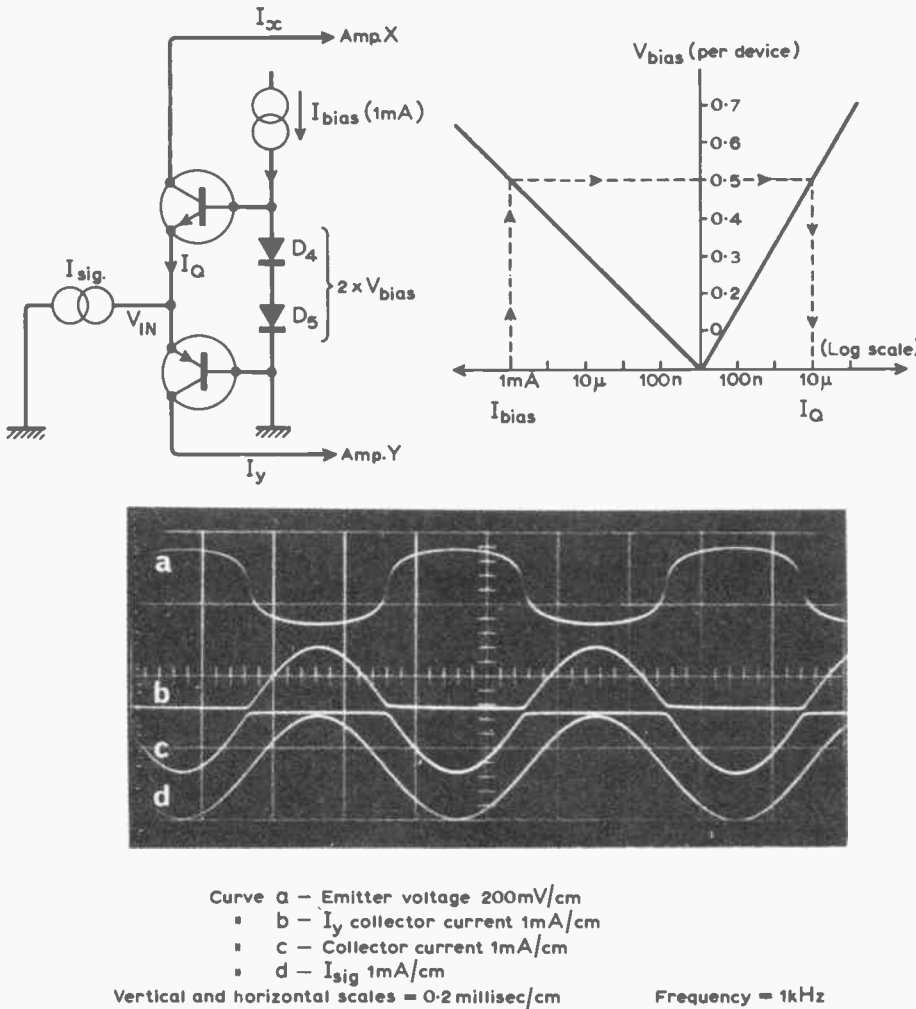 Iₓ
Amp. X
I_bias (1mA)
I_Q
I_sig.
V_IN
D₄
D₅
2 × V_bias
I_y
Amp. Y
V_bias (per device)
0·7
0·6
0·5
0·4
0·3
0·2
0·
(Log scale)
1mA 10μ 100n 100n 10μ
I_bias I_Q
a
b
c
d
Curve a – Emitter voltage 200mV/cm
" b – I_y collector current 1mA/cm
" c – Collector current 1mA/cm
" d – I_sig 1mA/cm
Vertical and horizontal scales = 0·2 millisec/cm Frequency = 1kHz